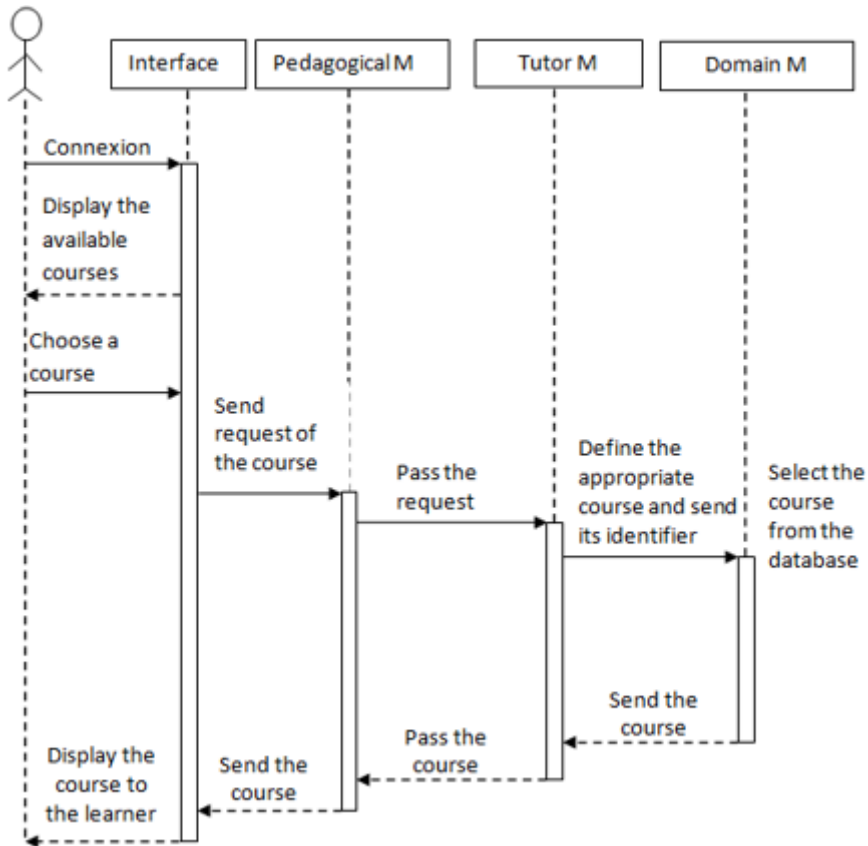 Interface
Pedagogical M
Tutor M
Domain M
Connexion
Display the
available
courses
Choose a
course
Send
request of
the course
Pass the
request
Define the
appropriate
course and send
its identifier
Select the
course
from the
database
Send the
course
Pass the
course
Send the
course
Display the
course to
the learner